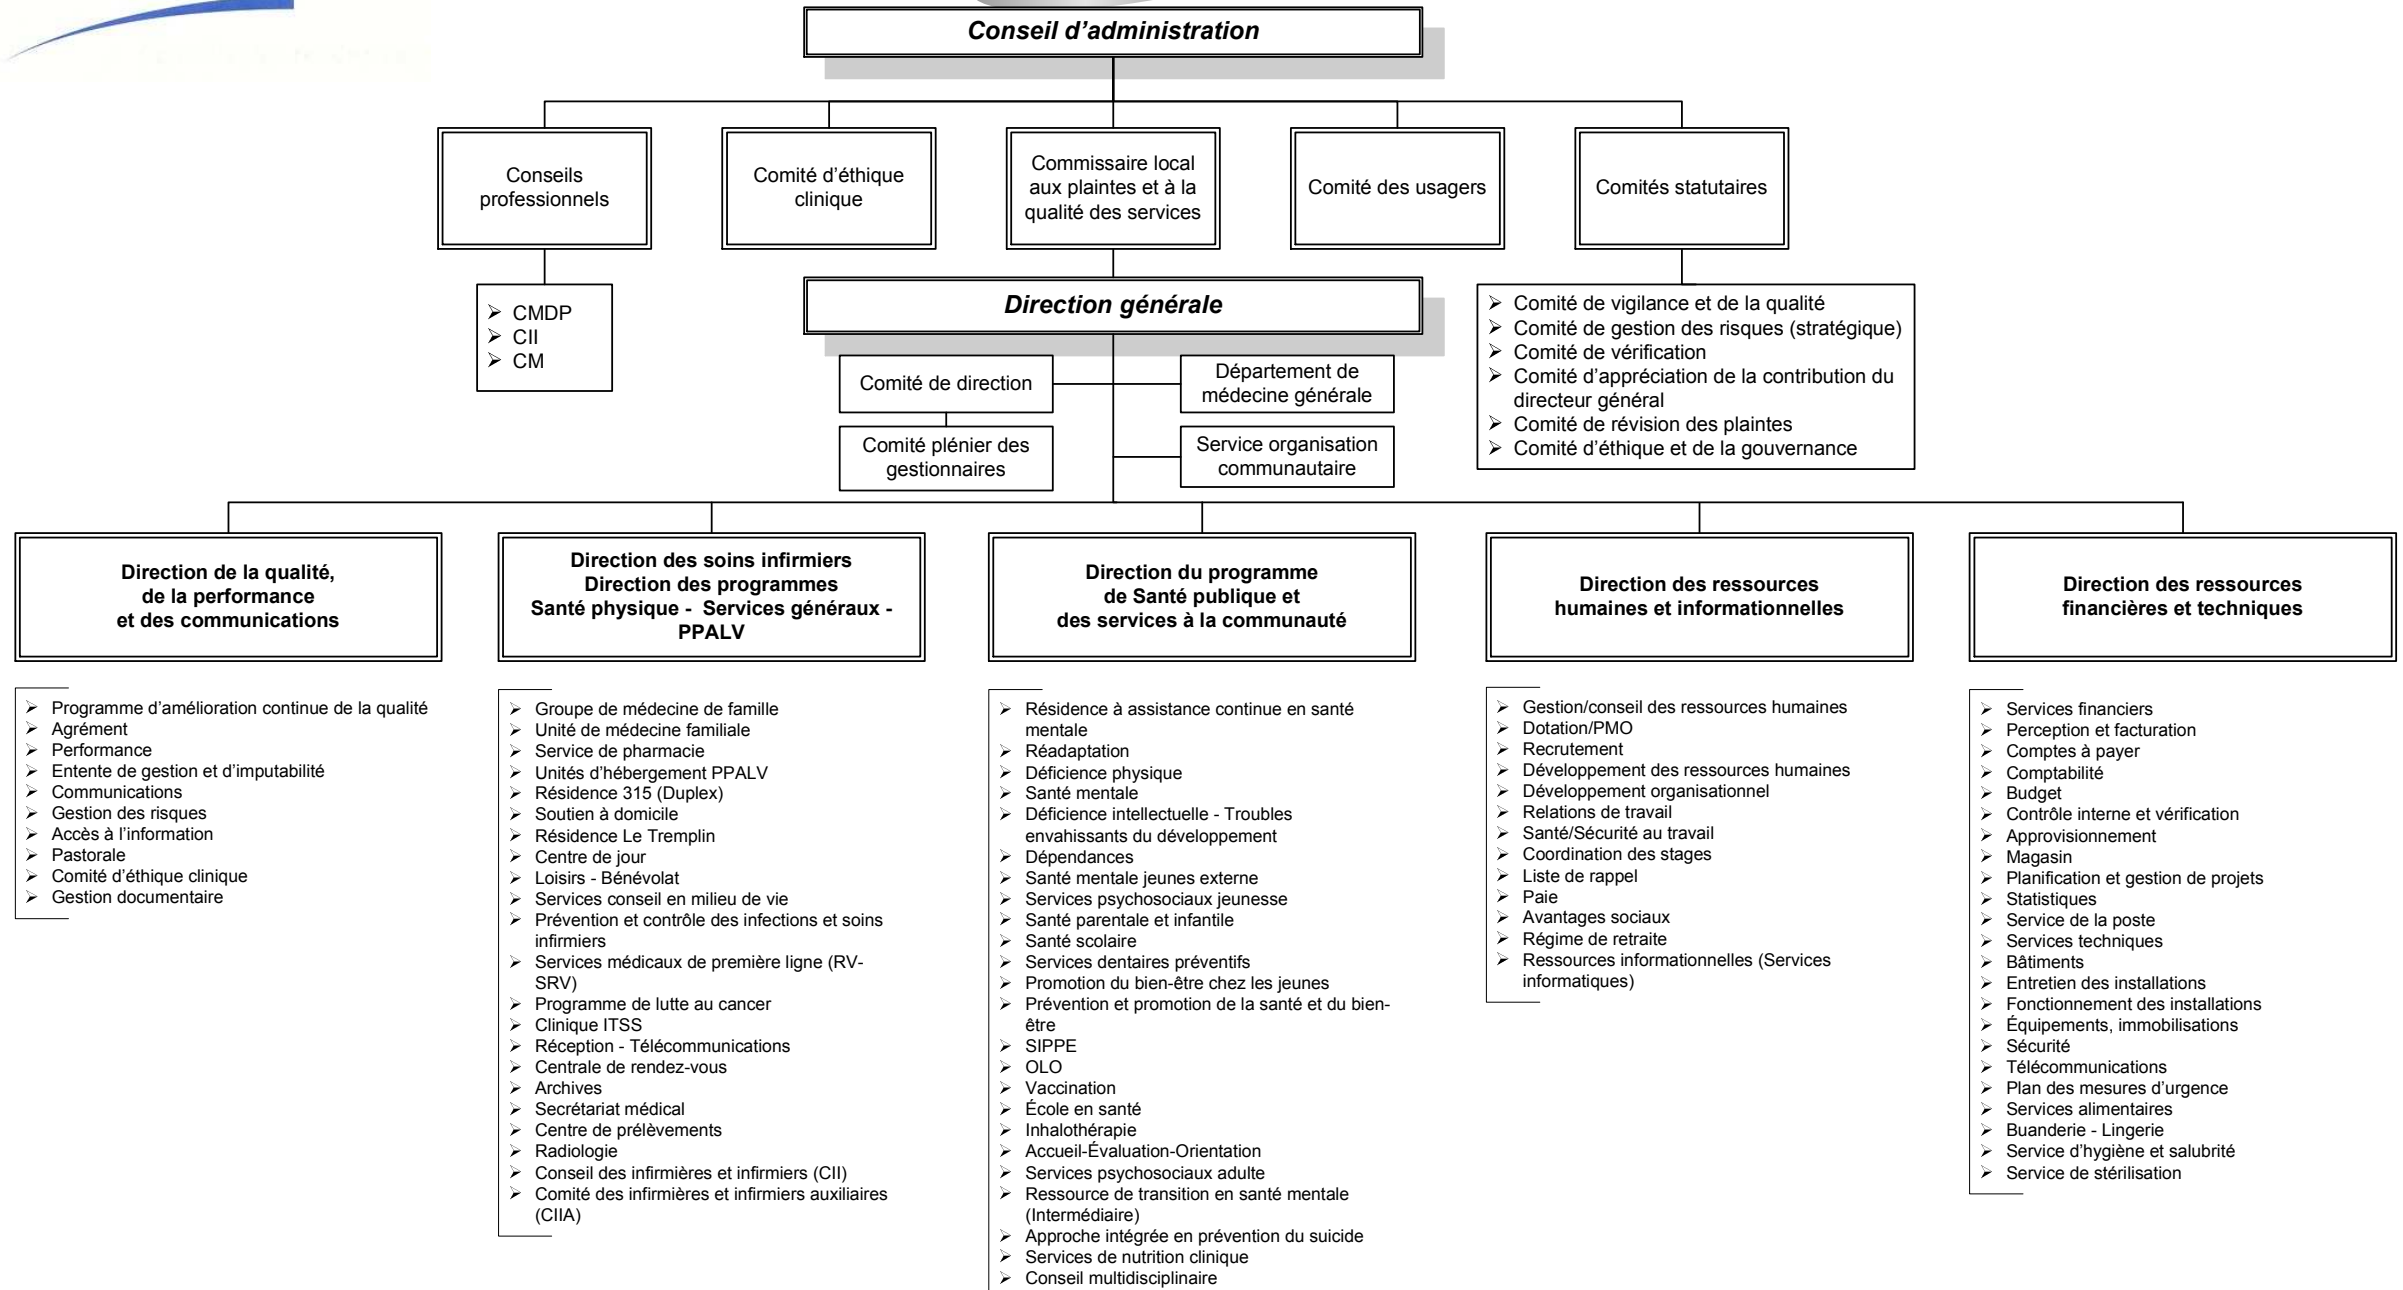 Conseil d'administration
Conseils
professionnels
Comité d'éthique
clinique
Commissaire local
aux plaintes et à la
qualité des services
Comité des usagers
Comités statutaires
➢ CMDP
➢ CII
➢ CM
Direction générale
➢ Comité de vigilance et de la qualité
➢ Comité de gestion des risques (stratégique)
➢ Comité de vérification
➢ Comité d'appréciation de la contribution du
directeur général
➢ Comité de révision des plaintes
➢ Comité d'éthique et de la gouvernance
Comité de direction
Département de
médecine générale
Comité plénier des
gestionnaires
Service organisation
communautaire
Direction de la qualité,
de la performance
et des communications
Direction des soins infirmiers
Direction des programmes
Santé physique - Services généraux -
PPALV
Direction du programme
de Santé publique et
des services à la communauté
Direction des ressources
humaines et informationnelles
Direction des ressources
financières et techniques
➢ Programme d'amélioration continue de la qualité
➢ Agrément
➢ Performance
➢ Entente de gestion et d'imputabilité
➢ Communications
➢ Gestion des risques
➢ Accès à l'information
➢ Pastorale
➢ Comité d'éthique clinique
➢ Gestion documentaire
➢ Groupe de médecine de famille
➢ Unité de médecine familiale
➢ Service de pharmacie
➢ Unités d'hébergement PPALV
➢ Résidence 315 (Duplex)
➢ Soutien à domicile
➢ Résidence Le Tremplin
➢ Centre de jour
➢ Loisirs - Bénévolat
➢ Services conseil en milieu de vie
➢ Prévention et contrôle des infections et soins
infirmiers
➢ Services médicaux de première ligne (RV-
SRV)
➢ Programme de lutte au cancer
➢ Clinique ITSS
➢ Réception - Télécommunications
➢ Centrale de rendez-vous
➢ Archives
➢ Secrétariat médical
➢ Centre de prélèvements
➢ Radiologie
➢ Conseil des infirmières et infirmiers (CII)
➢ Comité des infirmières et infirmiers auxiliaires
(CIIA)
➢ Résidence à assistance continue en santé
mentale
➢ Réadaptation
➢ Déficience physique
➢ Santé mentale
➢ Déficience intellectuelle - Troubles
envahissants du développement
➢ Dépendances
➢ Santé mentale jeunes externe
➢ Services psychosociaux jeunesse
➢ Santé parentale et infantile
➢ Santé scolaire
➢ Services dentaires préventifs
➢ Promotion du bien-être chez les jeunes
➢ Prévention et promotion de la santé et du bien-
être
➢ SIPPE
➢ OLO
➢ Vaccination
➢ École en santé
➢ Inhalothérapie
➢ Accueil-Évaluation-Orientation
➢ Services psychosociaux adulte
➢ Ressource de transition en santé mentale
(Intermédiaire)
➢ Approche intégrée en prévention du suicide
➢ Services de nutrition clinique
➢ Conseil multidisciplinaire
➢ Gestion/conseil des ressources humaines
➢ Dotation/PMO
➢ Recrutement
➢ Développement des ressources humaines
➢ Développement organisationnel
➢ Relations de travail
➢ Santé/Sécurité au travail
➢ Coordination des stages
➢ Liste de rappel
➢ Paie
➢ Avantages sociaux
➢ Régime de retraite
➢ Ressources informationnelles (Services
informatiques)
➢ Services financiers
➢ Perception et facturation
➢ Comptes à payer
➢ Comptabilité
➢ Budget
➢ Contrôle interne et vérification
➢ Approvisionnement
➢ Magasin
➢ Planification et gestion de projets
➢ Statistiques
➢ Service de la poste
➢ Services techniques
➢ Bâtiments
➢ Entretien des installations
➢ Fonctionnement des installations
➢ Équipements, immobilisations
➢ Sécurité
➢ Télécommunications
➢ Plan des mesures d'urgence
➢ Services alimentaires
➢ Buanderie - Lingerie
➢ Service d'hygiène et salubrité
➢ Service de stérilisation